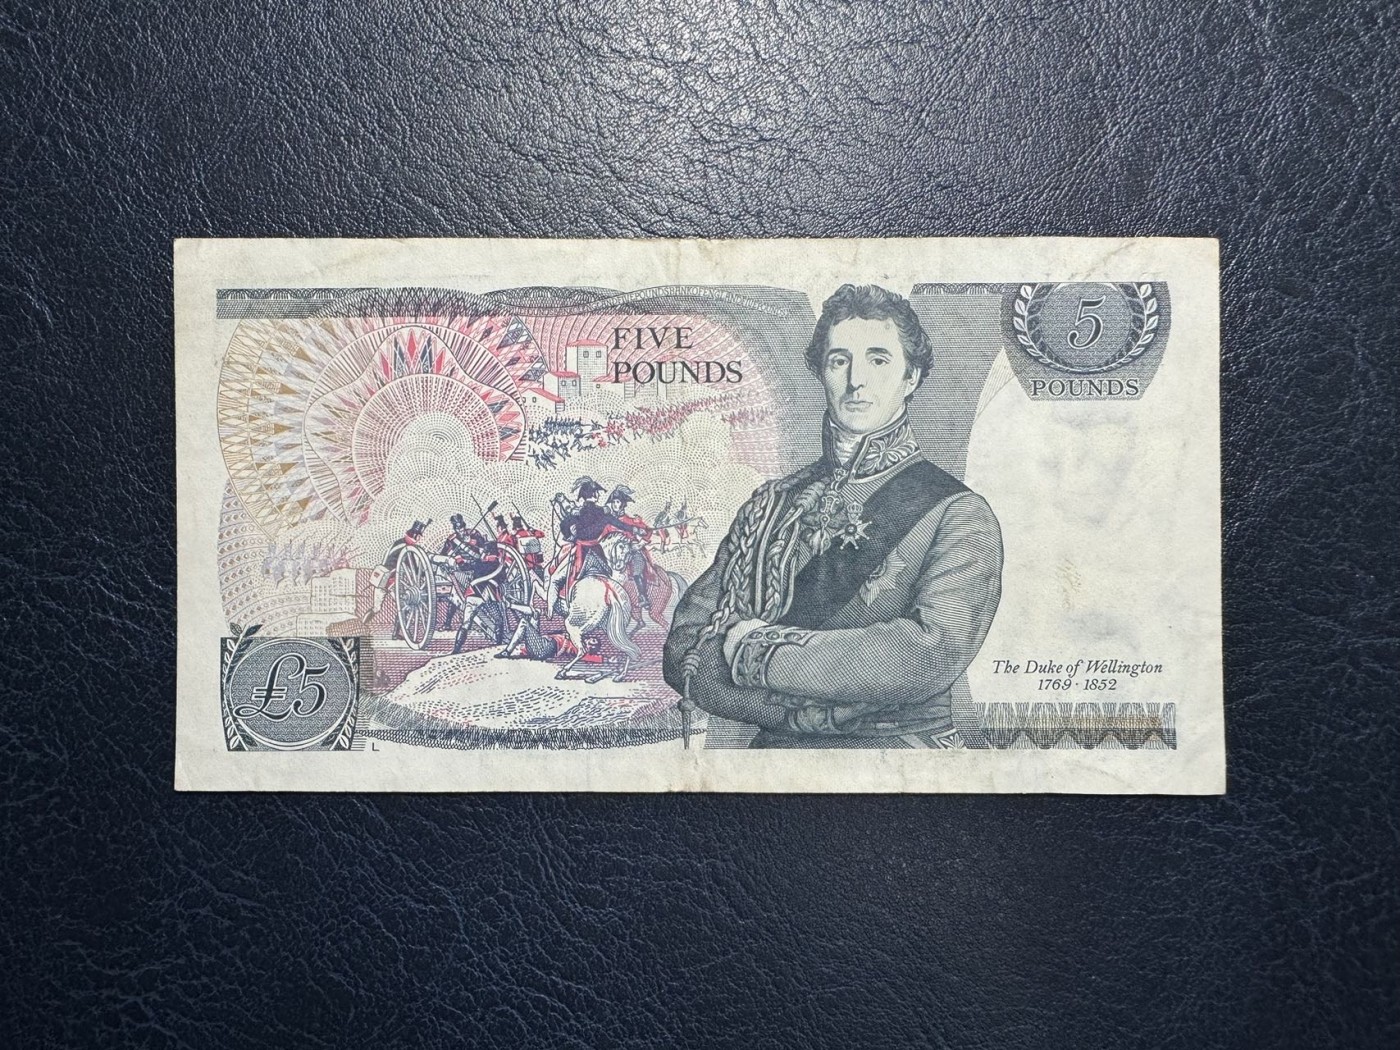 FIVE
POUNDS
5
POUNDS
The Duke of Wellington
1769 · 1852
£5
L